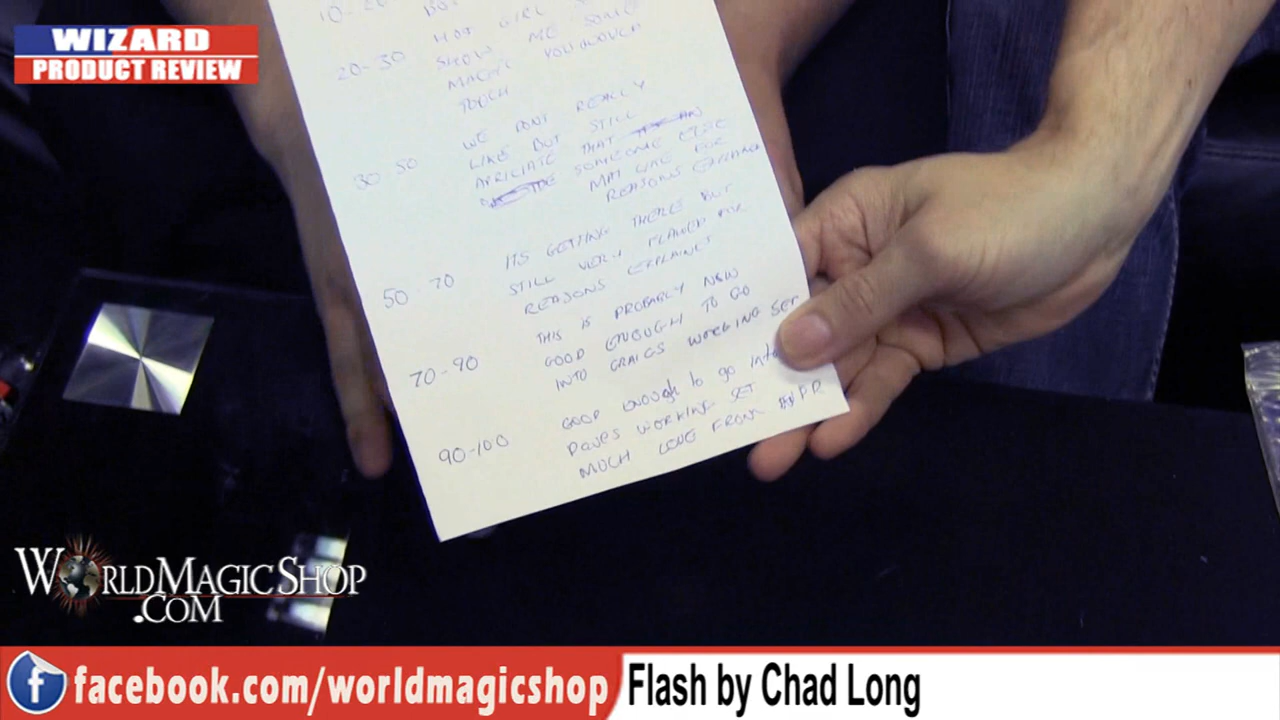 WIZARD
PRODUCT REVIEW
HOT GIRL
20-30 SHOW ME SOME
MAGIC YOU
TOUCH
WE DONT REALLY
LIKE BUT STILL
30 50 APRICIATE THAT
SOMEONE ELSE
MAY LIKE FOR
REASONS EXPLAINED
ITS GETTING THERE BUT
50 - 70 STILL VERY FLAWED FOR
REASONS EXPLAINED
THIS IS PROBABLY NOW
70-90 GOOD ENOUGH TO GO
INTO CRAIGS WORKING SET
GOOD ENOUGH to go into
90-100 DAVES WORKING SET
MUCH LOVE FROM
WORLDMAGICSHOP
.COM
f facebook.com/worldmagicshop
Flash by Chad Long